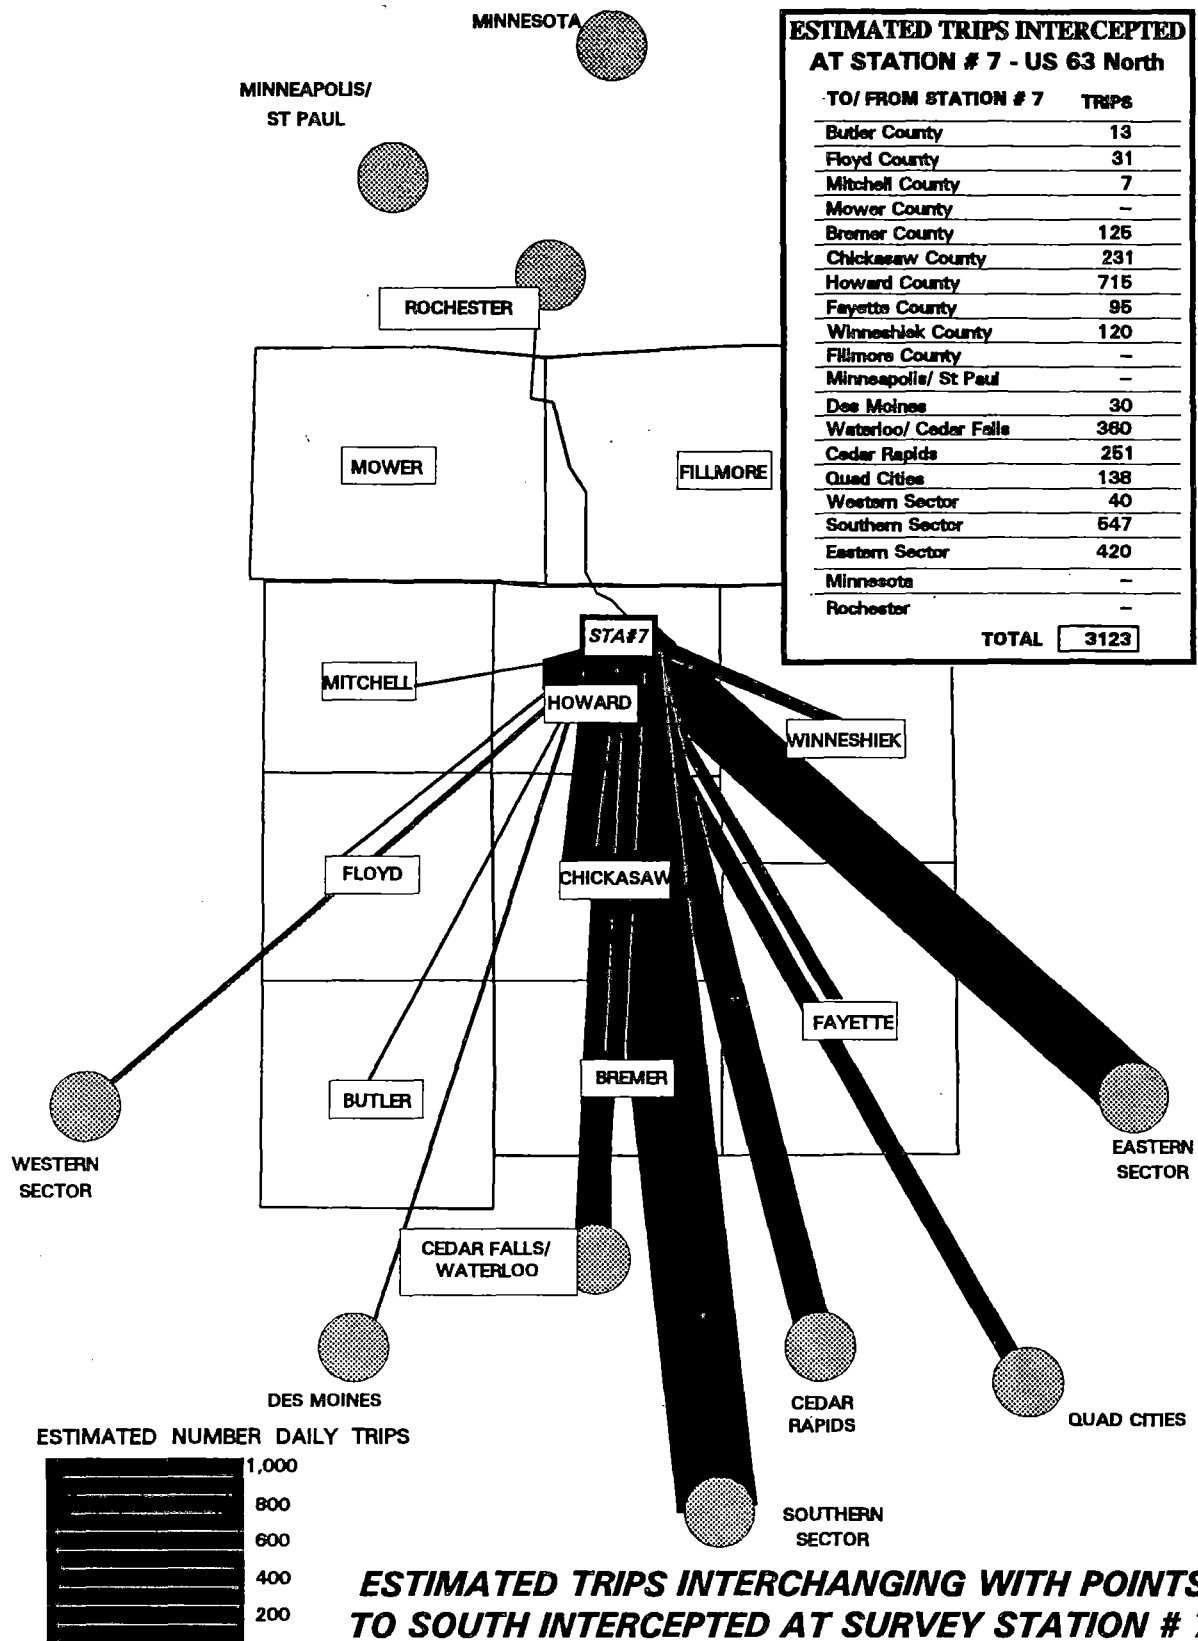 MINNESOTA
MINNEAPOLIS/
ST PAUL
ROCHESTER
ESTIMATED TRIPS INTERCEPTED
AT STATION # 7 - US 63 North
TO/ FROM STATION # 7 TRIPS
Butler County 13
Floyd County 31
Mitchell County 7
Mower County –
Bremer County 125
Chickasaw County 231
Howard County 715
Fayette County 95
Winneshiek County 120
Fillmore County –
Minneapolis/ St Paul –
Des Moines 30
Waterloo/ Cedar Falls 360
Cedar Rapids 251
Quad Cities 138
Western Sector 40
Southern Sector 547
Eastern Sector 420
Minnesota –
Rochester –
TOTAL 3123
MOWER
FILLMORE
STA#7
MITCHELL
HOWARD
WINNESHIEK
FLOYD
CHICKASAW
FAYETTE
BUTLER
BREMER
WESTERN
SECTOR
EASTERN
SECTOR
CEDAR FALLS/
WATERLOO
DES MOINES
CEDAR
RAPIDS
QUAD CITIES
SOUTHERN
SECTOR
ESTIMATED NUMBER DAILY TRIPS
1,000
800
600
400
200
ESTIMATED TRIPS INTERCHANGING WITH POINTS
TO SOUTH INTERCEPTED AT SURVEY STATION # 7